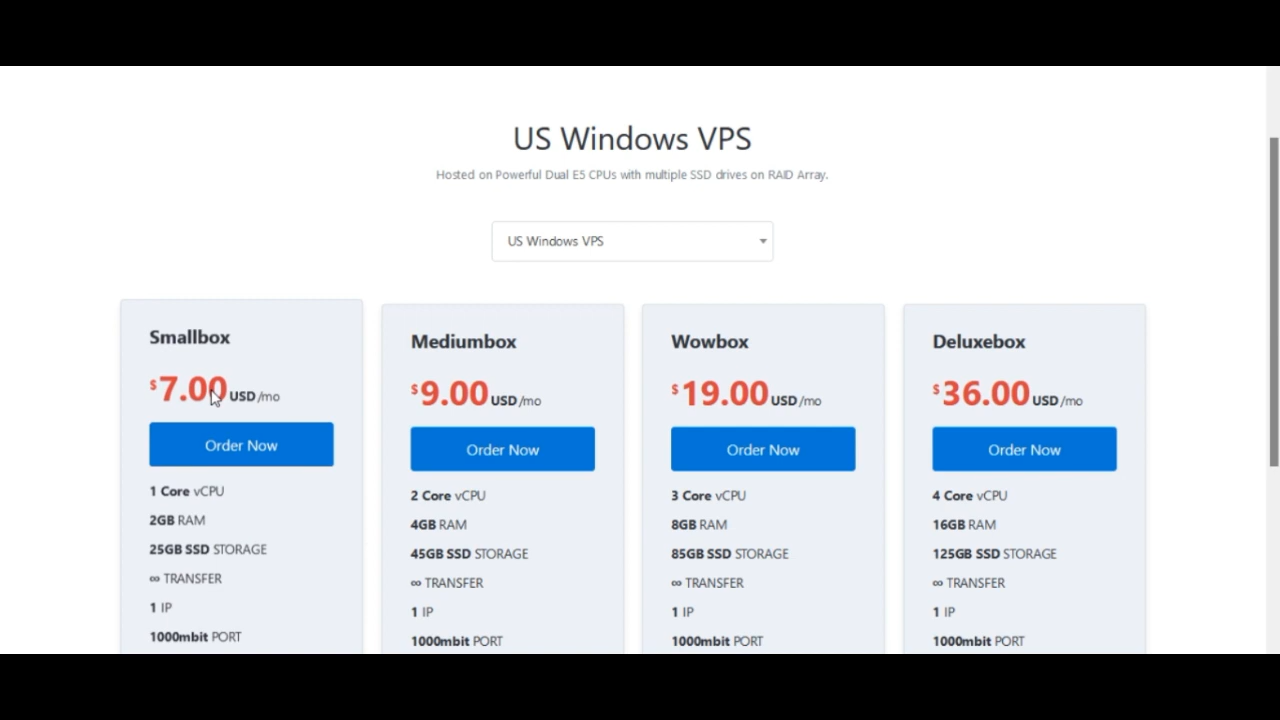 US Windows VPS
Hosted on Powerful Dual E5 CPUs with multiple SSD drives on RAID Array.
US Windows VPS
Smallbox
$7.00 USD /mo
Order Now
1 Core vCPU
2GB RAM
25GB SSD STORAGE
∞ TRANSFER
1 IP
1000mbit PORT
Mediumbox
$9.00 USD /mo
Order Now
2 Core vCPU
4GB RAM
45GB SSD STORAGE
∞ TRANSFER
1 IP
1000mbit PORT
Wowbox
$19.00 USD /mo
Order Now
3 Core vCPU
8GB RAM
85GB SSD STORAGE
∞ TRANSFER
1 IP
1000mbit PORT
Deluxebox
$36.00 USD /mo
Order Now
4 Core vCPU
16GB RAM
125GB SSD STORAGE
∞ TRANSFER
1 IP
1000mbit PORT